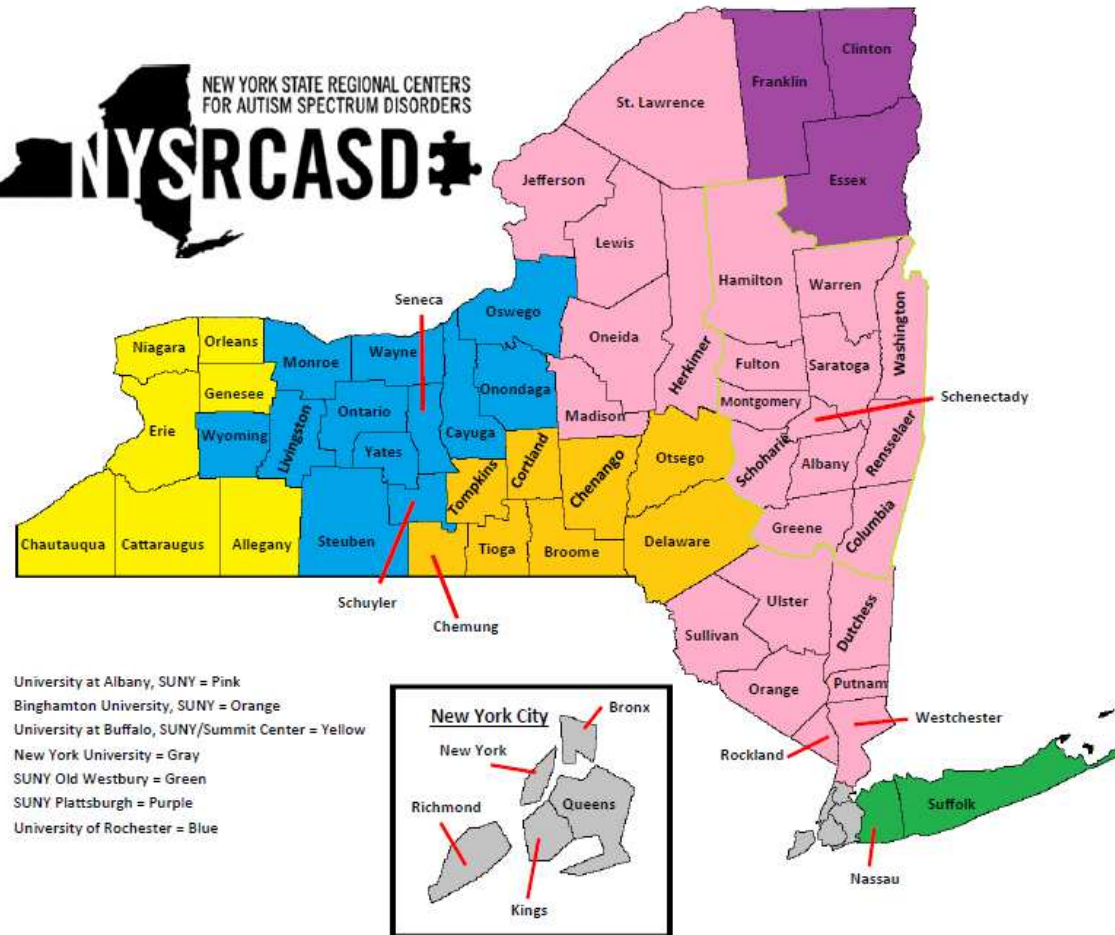 NEW YORK STATE REGIONAL CENTERS
FOR AUTISM SPECTRUM DISORDERS
NYSRCASD
Clinton
Franklin
St. Lawrence
Essex
Jefferson
Lewis
Hamilton
Warren
Washington
Seneca
Oswego
Oneida
Herkimer
Niagara
Orleans
Monroe
Wayne
Fulton
Saratoga
Genesee
Onondaga
Montgomery
Schenectady
Erie
Wyoming
Livingston
Ontario
Cayuga
Madison
Yates
Tompkins
Cortland
Chenango
Otsego
Schoharie
Albany
Rensselaer
Chautauqua
Cattaraugus
Allegany
Steuben
Tioga
Broome
Delaware
Greene
Columbia
Schuyler
Chemung
Ulster
Dutchess
Sullivan
Orange
Putnam
Westchester
Rockland
Suffolk
Nassau
University at Albany, SUNY = Pink
Binghamton University, SUNY = Orange
University at Buffalo, SUNY/Summit Center = Yellow
New York University = Gray
SUNY Old Westbury = Green
SUNY Plattsburgh = Purple
University of Rochester = Blue
New York City
Bronx
New York
Richmond
Queens
Kings